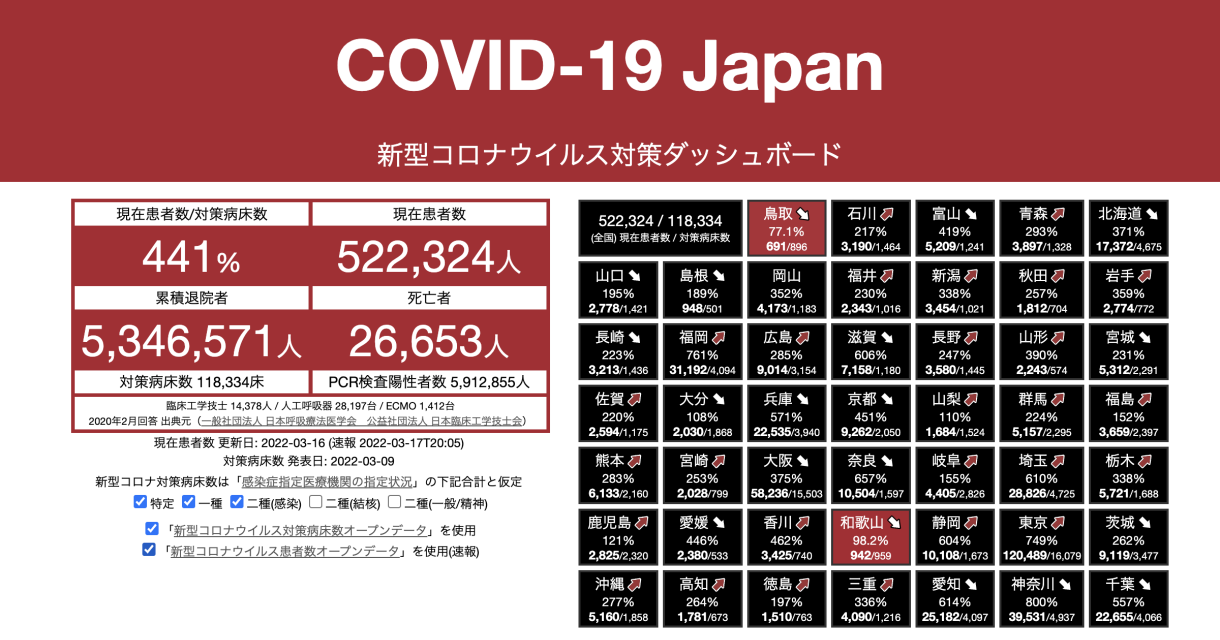 COVID-19 Japan
新型コロナウイルス対策ダッシュボード
現在患者数/対策病床数
現在患者数
441%
522,324人
累積退院者
死亡者
5,346,571人
26,653人
対策病床数 118,334床
PCR検査陽性者数 5,912,855人
臨床工学技士 14,378人 / 人工呼吸器 28,197台 / ECMO 1,412台
2020年2月回答 出典元（一般社団法人 日本呼吸療法医学会　公益社団法人 日本臨床工学技士会）
現在患者数 更新日: 2022-03-16 (速報 2022-03-17T20:05)
対策病床数 発表日: 2022-03-09
新型コロナ対策病床数は「感染症指定医療機関の指定状況」の下記合計と仮定
特定 一種 二種(感染) 二種(結核) 二種(一般/精神)
「新型コロナウイルス対策病床数オープンデータ」を使用
「新型コロナウイルス患者数オープンデータ」を使用(速報)
522,324 / 118,334
(全国) 現在患者数 / 対策病床数
鳥取
77.1%
691/896
石川
217%
3,190/1,464
富山
419%
5,209/1,241
青森
293%
3,897/1,328
北海道
371%
17,372/4,675
山口
195%
2,778/1,421
島根
189%
948/501
岡山
352%
4,173/1,183
福井
230%
2,343/1,016
新潟
338%
3,454/1,021
秋田
257%
1,812/704
岩手
359%
2,774/772
長崎
223%
3,213/1,436
福岡
761%
31,192/4,094
広島
285%
9,014/3,154
滋賀
606%
7,158/1,180
長野
247%
3,580/1,445
山形
390%
2,243/574
宮城
231%
5,312/2,291
佐賀
220%
2,594/1,175
大分
108%
2,030/1,868
兵庫
571%
22,535/3,940
京都
451%
9,262/2,050
山梨
110%
1,684/1,524
群馬
224%
5,157/2,295
福島
152%
3,659/2,397
熊本
283%
6,133/2,160
宮崎
253%
2,028/799
大阪
375%
58,236/15,503
奈良
657%
10,504/1,597
岐阜
155%
4,405/2,826
埼玉
610%
28,826/4,725
栃木
338%
5,721/1,688
鹿児島
121%
2,825/2,320
愛媛
446%
2,380/533
香川
462%
3,425/740
和歌山
98.2%
942/959
静岡
604%
10,108/1,673
東京
749%
120,489/16,079
茨城
262%
9,119/3,477
沖縄
277%
5,160/1,858
高知
264%
1,781/673
徳島
197%
1,510/763
三重
336%
4,090/1,216
愛知
614%
25,182/4,097
神奈川
800%
39,531/4,937
千葉
557%
22,655/4,066